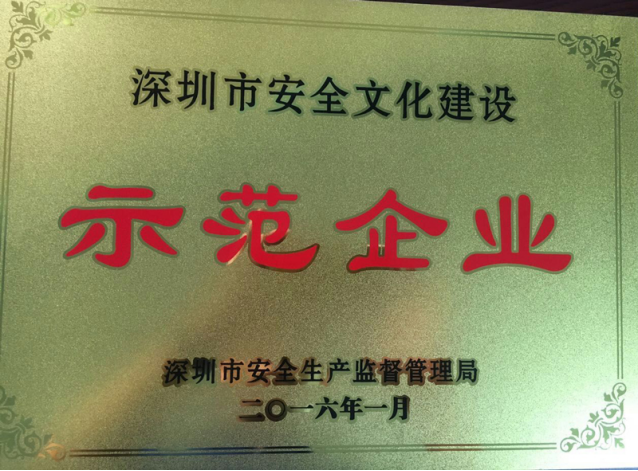 深圳市安全文化建设
示范企业
深圳市安全生产监督管理局
二〇一六年一月